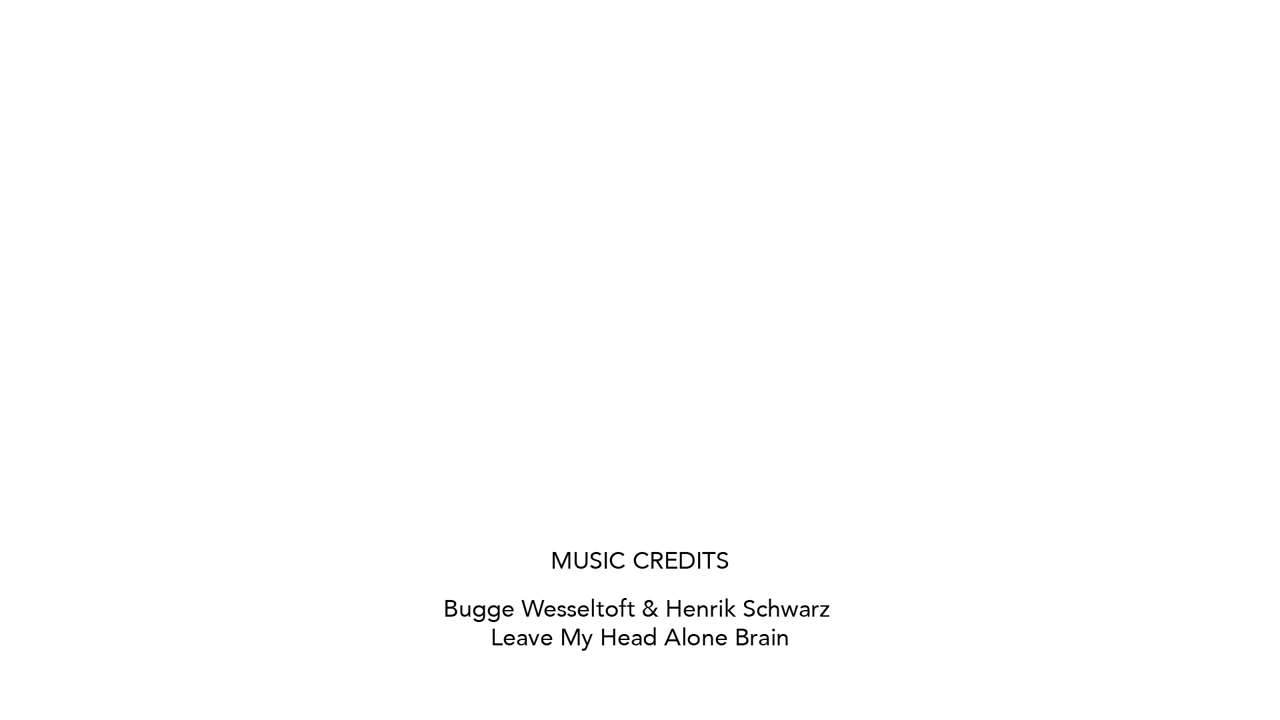 MUSIC CREDITS
Bugge Wesseltoft & Henrik Schwarz
Leave My Head Alone Brain